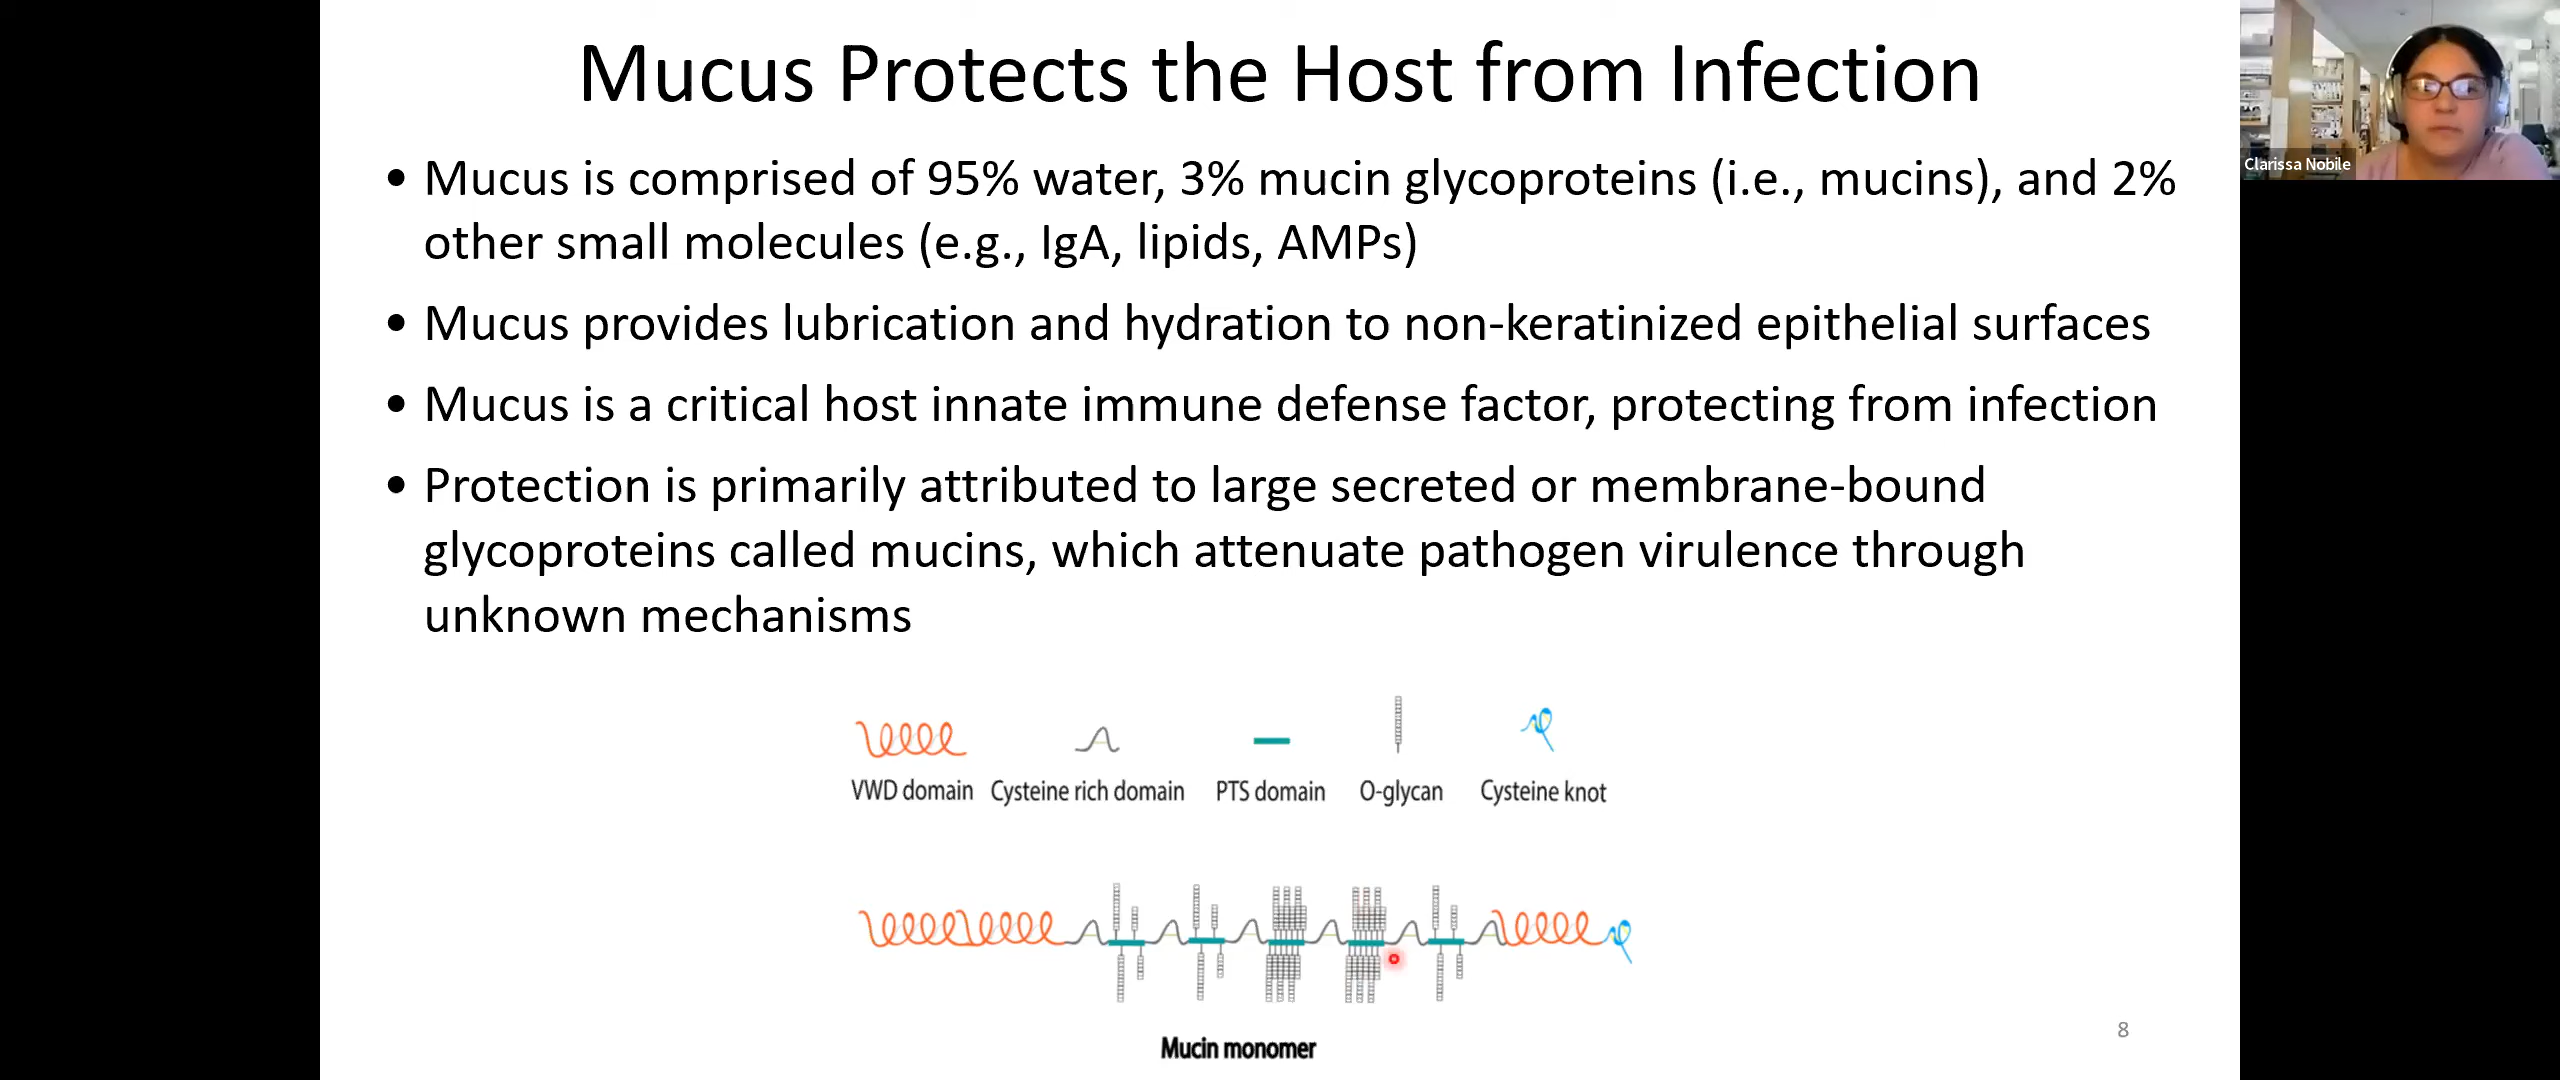 Mucus Protects the Host from Infection
• Mucus is comprised of 95% water, 3% mucin glycoproteins (i.e., mucins), and 2%
other small molecules (e.g., IgA, lipids, AMPs)
• Mucus provides lubrication and hydration to non-keratinized epithelial surfaces
• Mucus is a critical host innate immune defense factor, protecting from infection
• Protection is primarily attributed to large secreted or membrane-bound
glycoproteins called mucins, which attenuate pathogen virulence through
unknown mechanisms
VWD domain
Cysteine rich domain
PTS domain
O-glycan
Cysteine knot
Mucin monomer
8
Clarissa Nobile